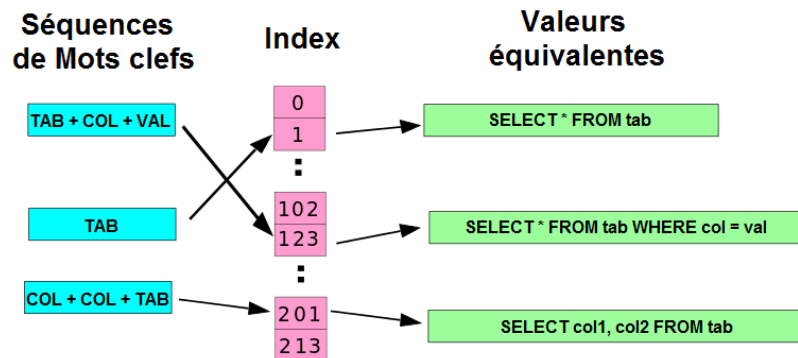 Séquences
de Mots clefs
Index
Valeurs
équivalentes
TAB + COL + VAL
0
1
SELECT * FROM tab
:
TAB
102
123
SELECT * FROM tab WHERE col = val
:
COL + COL + TAB
201
213
SELECT col1, col2 FROM tab